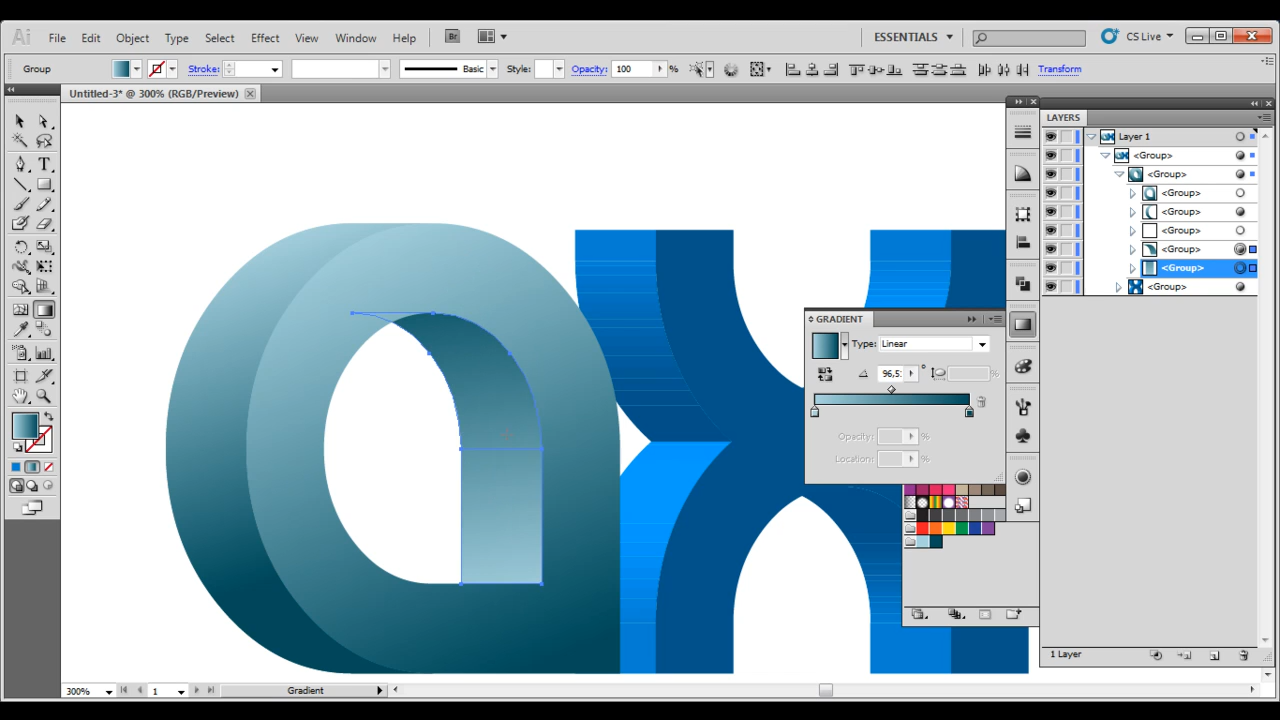 Ai File Edit Object Type Select Effect View Window Help Br ESSENTIALS CS Live
Group Stroke: Basic Style: Opacity: 100 % Transform
Untitled-3* @ 300% (RGB/Preview)
LAYERS
Layer 1
<Group>
<Group>
<Group>
<Group>
<Group>
<Group>
<Group>
<Group>
GRADIENT
Type: Linear
96,5 °
%
Opacity: %
Location: %
1 Layer
300% 1 Gradient